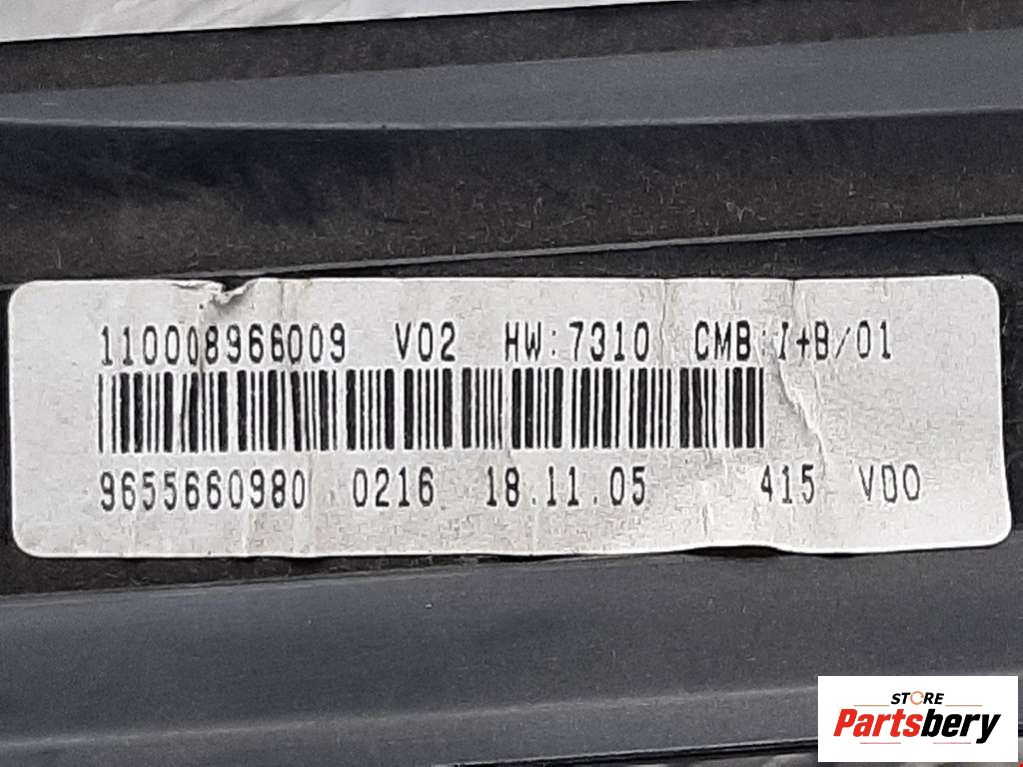 110008966009 V02 HW:7310 CMB:I+B/01
9655660980 0216 18.11.05 415 VDO
STORE
Partsbery